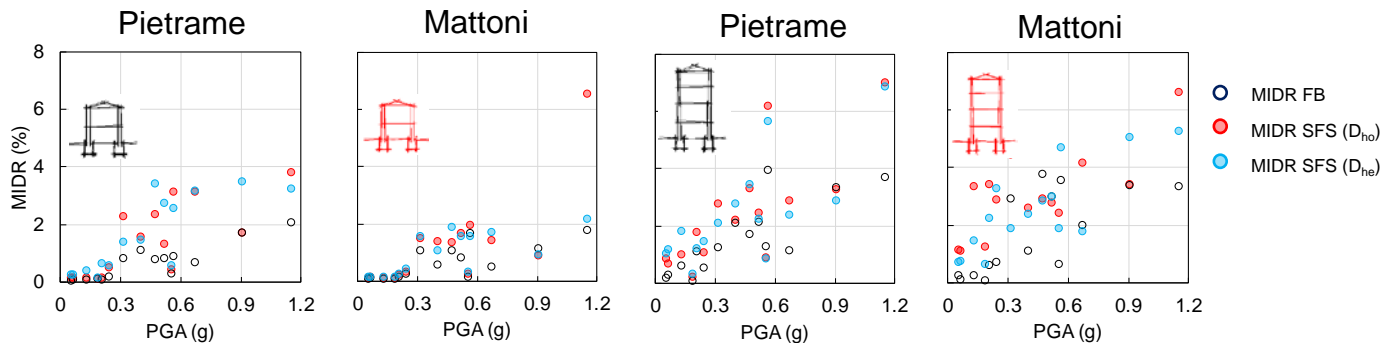 Pietrame
Mattoni
Pietrame
Mattoni
8
6
4
2
0
MIDR (%)
0 0.3 0.6 0.9 1.2
0 0.3 0.6 0.9 1.2
0 0.3 0.6 0.9 1.2
0 0.3 0.6 0.9 1.2
PGA (g)
PGA (g)
PGA (g)
PGA (g)
MIDR FB
MIDR SFS (Dho)
MIDR SFS (Dhe)